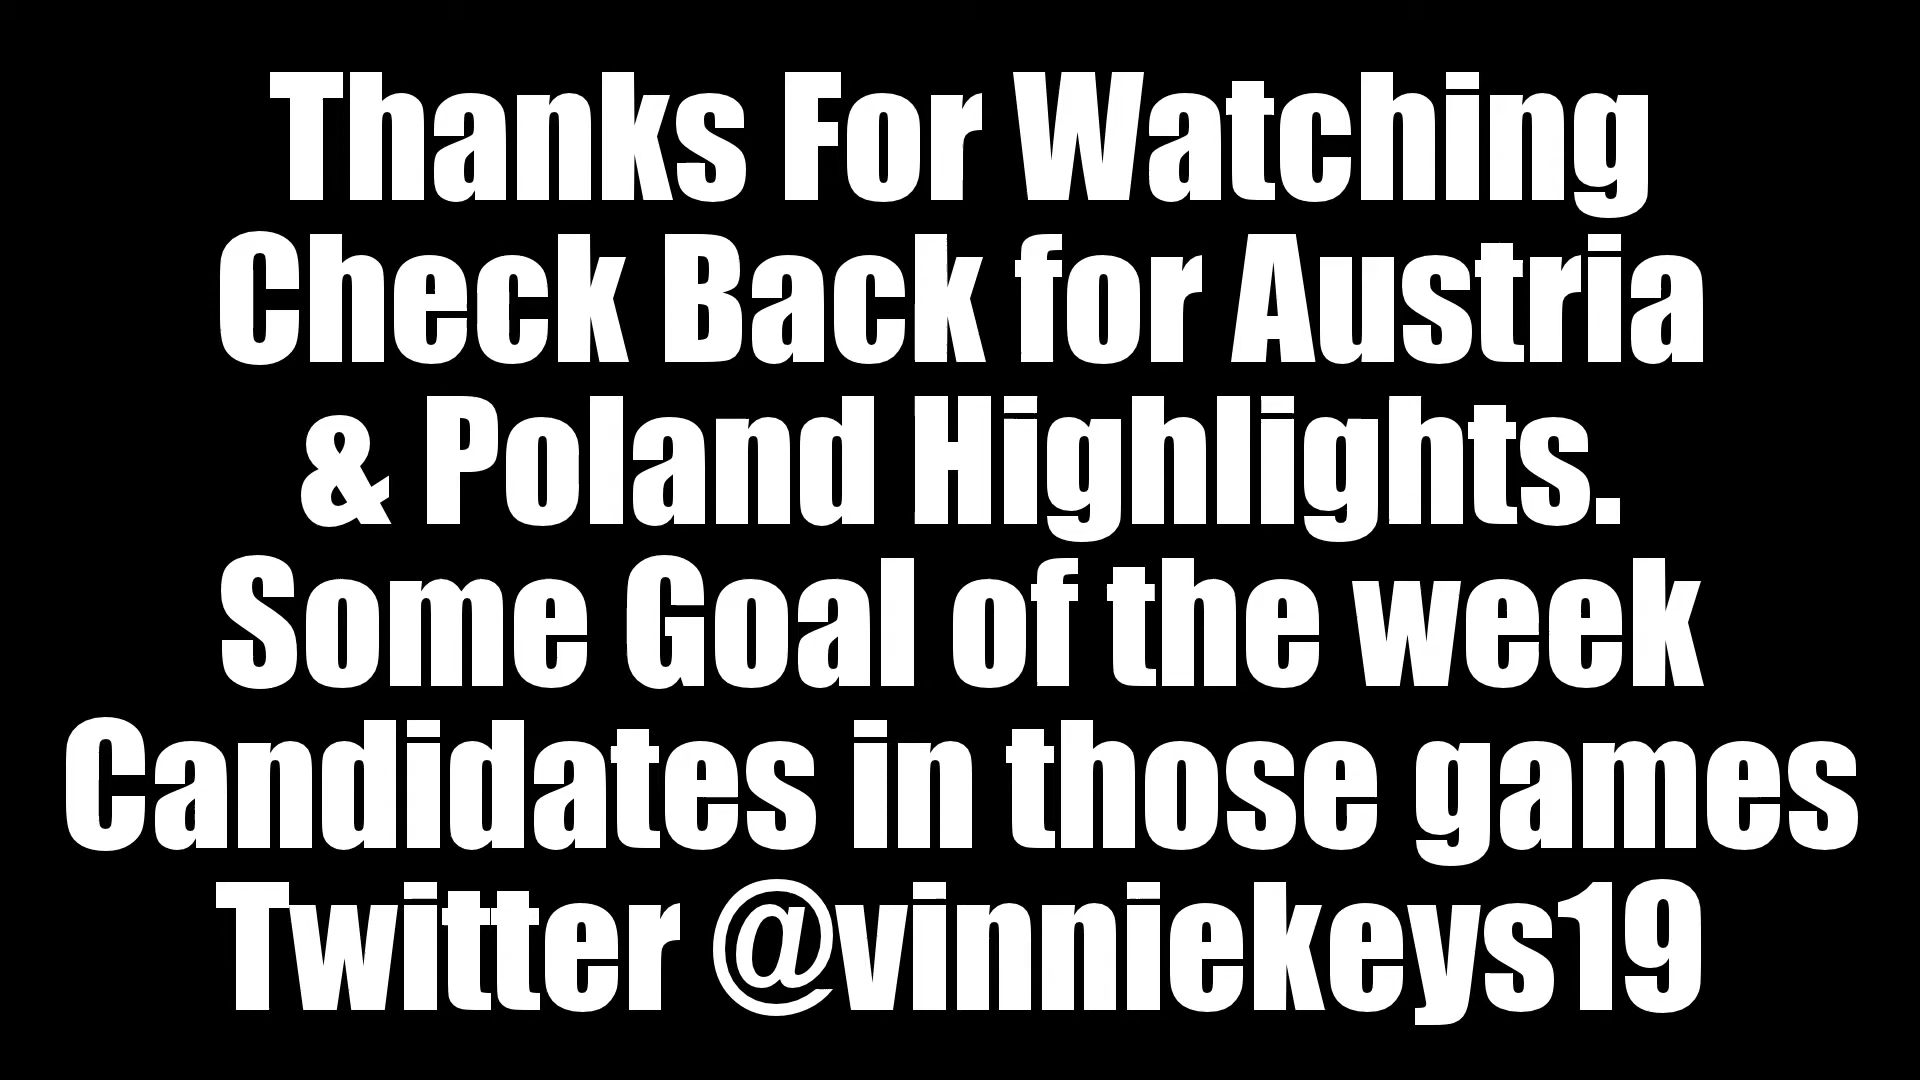 Thanks For Watching
Check Back for Austria
& Poland Highlights.
Some Goal of the week
Candidates in those games
Twitter @vinniekeys19